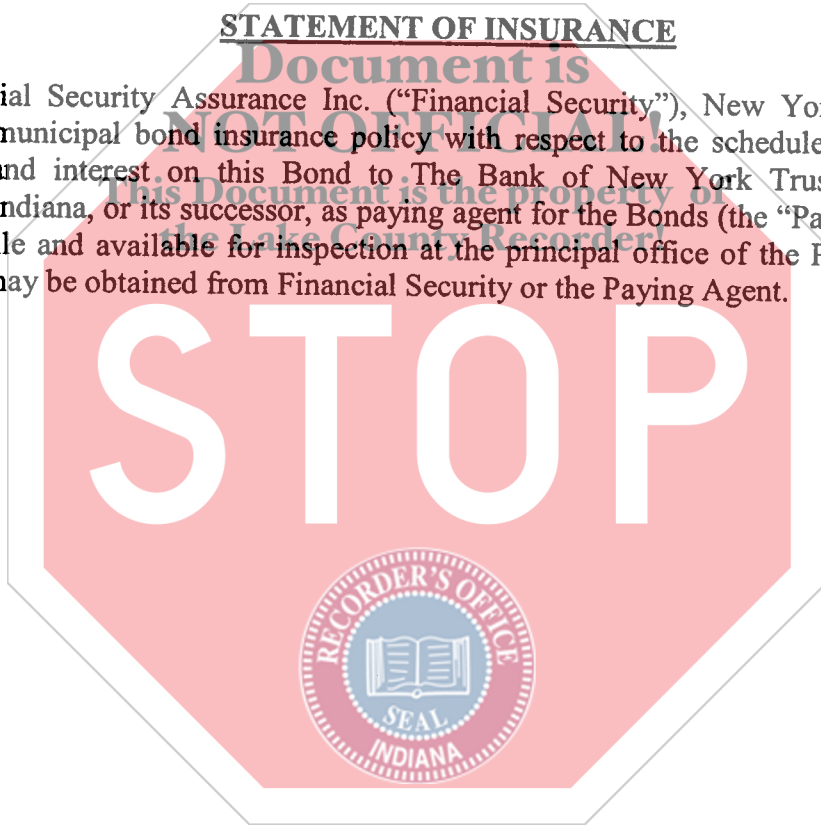 STATEMENT OF INSURANCE
Document is
ial Security Assurance Inc. (“Financial Security”), New Yor
NOT OFFICIAL!
municipal bond insurance policy with respect to the schedule
and interest on this Bond to The Bank of New York Trus
This Document is the property of
ndiana, or its successor, as paying agent for the Bonds (the “Pa
the Lake County Recorder!
le and available for inspection at the principal office of the P
may be obtained from Financial Security or the Paying Agent.
STOP
RECORDER'S OFFICE
SEAL
INDIANA